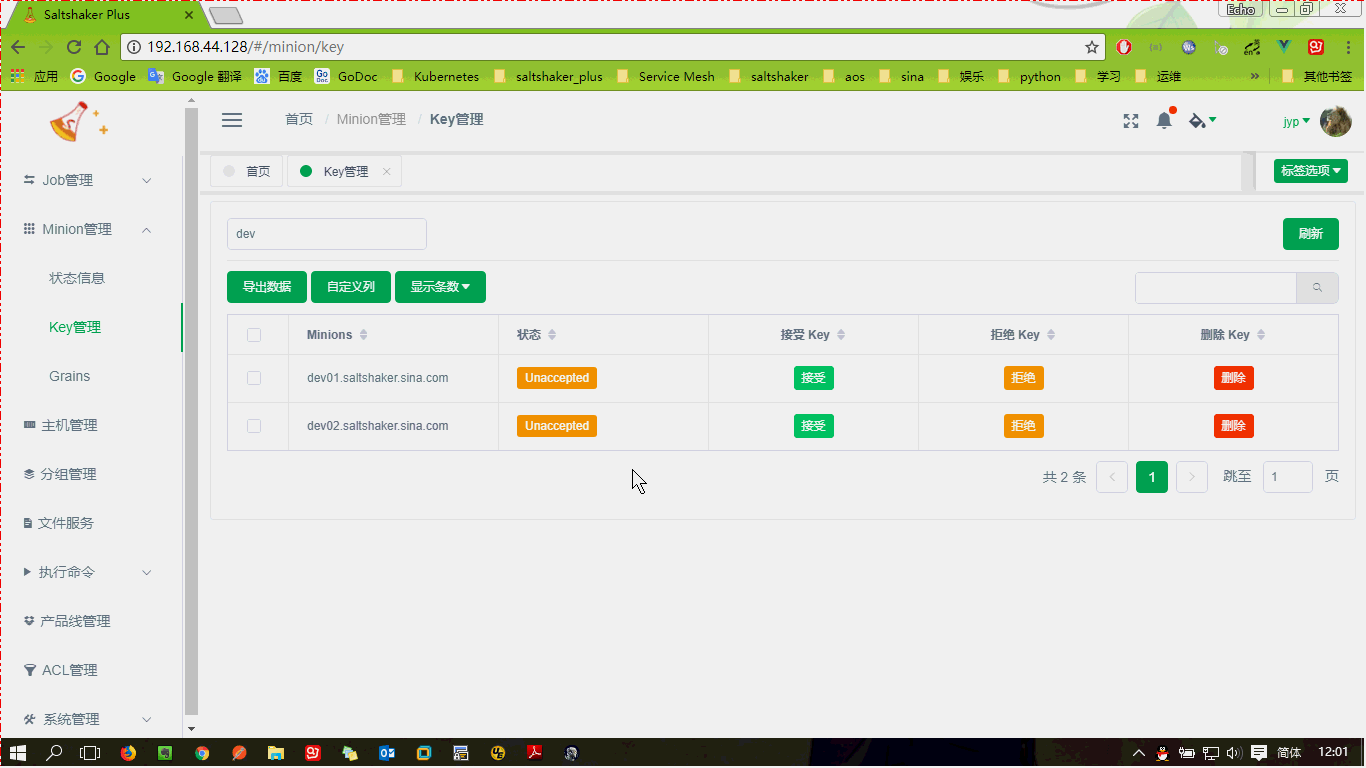 Saltshaker Plus
Echo
192.168.44.128/#/minion/key
应用 Google Google 翻译 百度 GoDoc Kubernetes saltshaker_plus Service Mesh saltshaker aos sina 娱乐 python 学习 运维 » 其他书签
首页 / Minion管理 / Key管理
jyp
首页 Key管理 标签选项
Job管理
Minion管理
状态信息
Key管理
Grains
主机管理
分组管理
文件服务
执行命令
产品线管理
ACL管理
系统管理
dev 刷新
导出数据 自定义列 显示条数
Minions 状态 接受 Key 拒绝 Key 删除 Key
dev01.saltshaker.sina.com Unaccepted 接受 拒绝 删除
dev02.saltshaker.sina.com Unaccepted 接受 拒绝 删除
共 2 条 1 跳至 1 页
简体 12:01